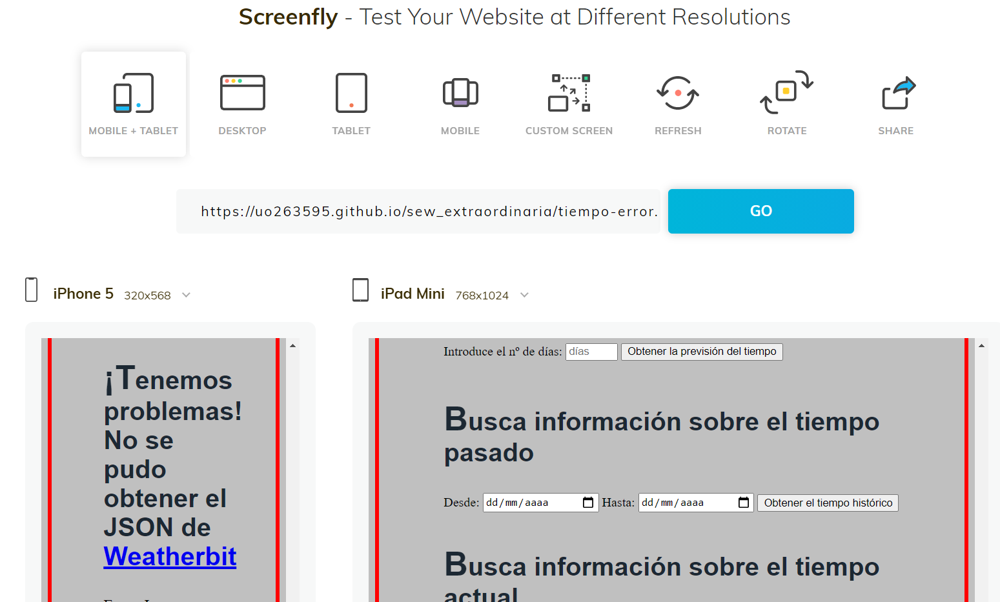 Screenfly - Test Your Website at Different Resolutions
MOBILE + TABLET
DESKTOP
TABLET
MOBILE
CUSTOM SCREEN
REFRESH
ROTATE
SHARE
https://uo263595.github.io/sew_extraordinaria/tiempo-error.
GO
iPhone 5 320x568
¡Tenemos
problemas!
No se
pudo
obtener el
JSON de
Weatherbit
iPad Mini 768x1024
Introduce el nº de días: días Obtener la previsión del tiempo
Busca información sobre el tiempo
pasado
Desde: dd/mm/aaaa Hasta: dd/mm/aaaa Obtener el tiempo histórico
Busca información sobre el tiempo
actual